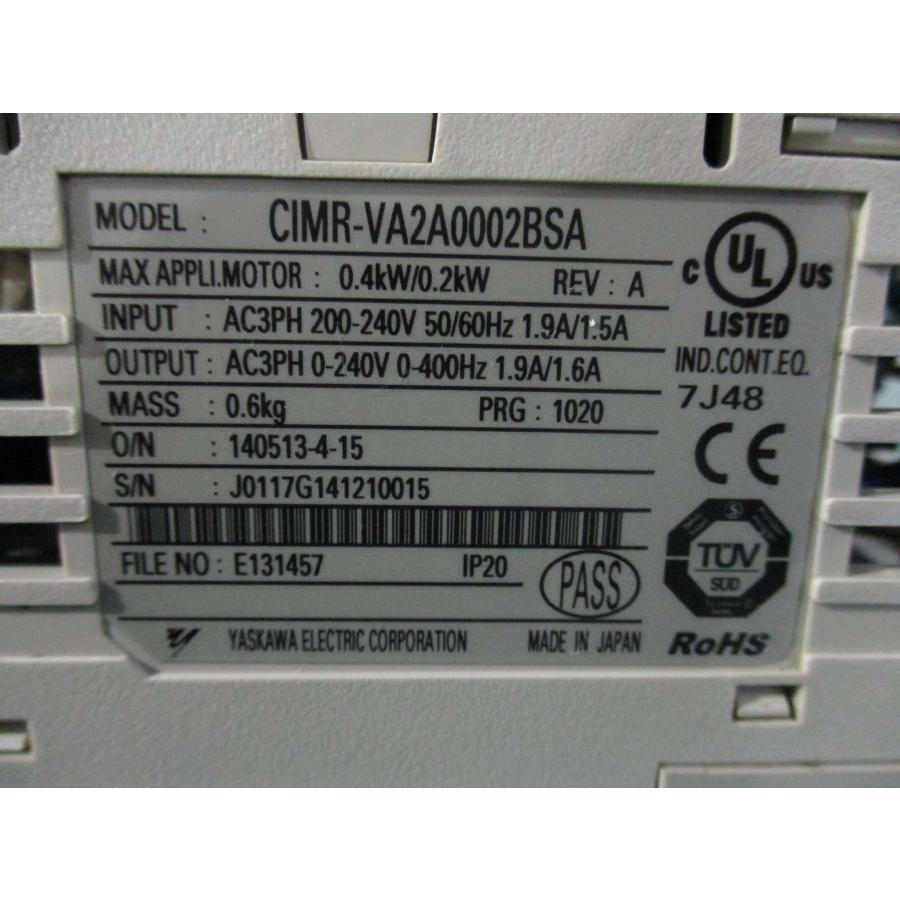 MODEL : CIMR-VA2A0002BSA
MAX APPLI.MOTOR : 0.4kW/0.2kW REV : A
INPUT : AC3PH 200-240V 50/60Hz 1.9A/1.5A
OUTPUT : AC3PH 0-240V 0-400Hz 1.9A/1.6A
MASS : 0.6kg PRG : 1020
O/N : 140513-4-15
S/N : J0117G141210015
FILE NO : E131457 IP20
PASS
YASKAWA ELECTRIC CORPORATION MADE IN JAPAN
C UL US
LISTED
IND.CONT.EQ.
7J48
CE
TÜV
SÜD
RoHS